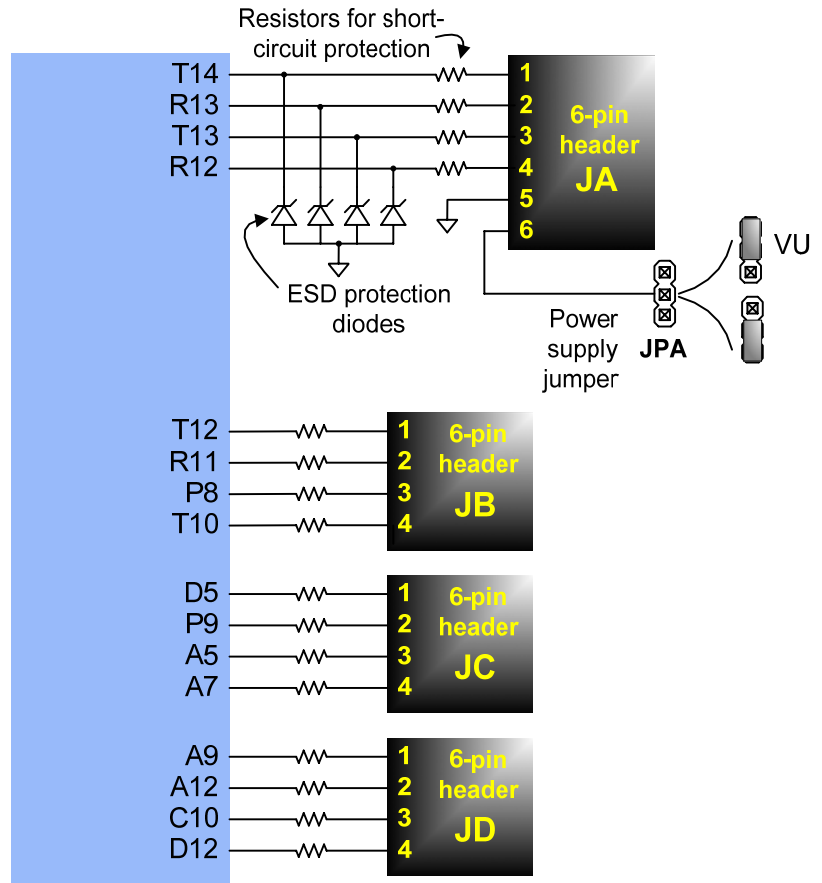 Resistors for short-
circuit protection
T14
R13
T13
R12
1
2
3
4
5
6
6-pin
header
JA
ESD protection
diodes
VU
Power
supply
jumper
JPA
T12
R11
P8
T10
1
2
3
4
6-pin
header
JB
D5
P9
A5
A7
1
2
3
4
6-pin
header
JC
A9
A12
C10
D12
1
2
3
4
6-pin
header
JD